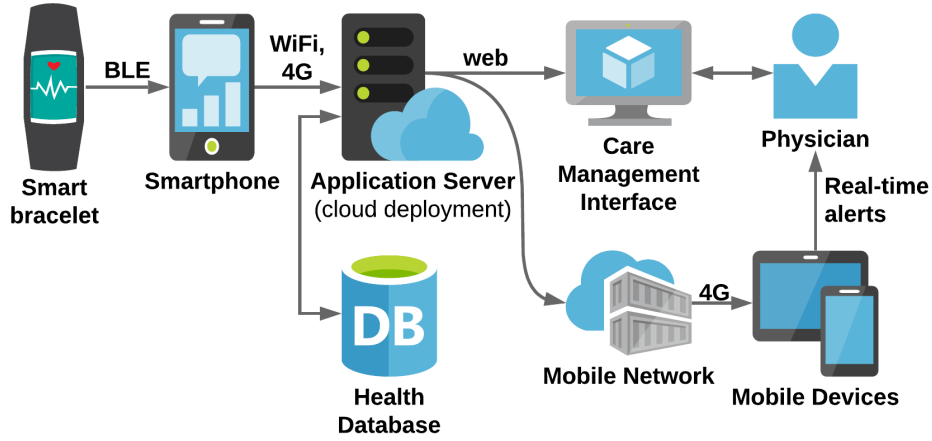 BLE
WiFi,
4G
web
Smart
bracelet
Smartphone
Application Server
(cloud deployment)
Care
Management
Interface
Physician
Real-time
alerts
DB
Health
Database
4G
Mobile Network
Mobile Devices